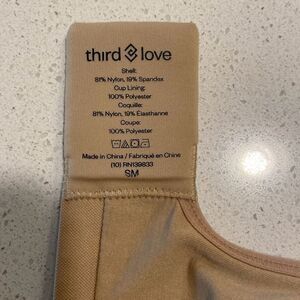 third love
Shell:
81% Nylon, 19% Spandex
Cup Lining:
100% Polyester
Coquille:
81% Nylon, 19% Élasthanne
Coupe:
100% Polyester
Made in China / Fabriqué en Chine
(10) RN139833
SM